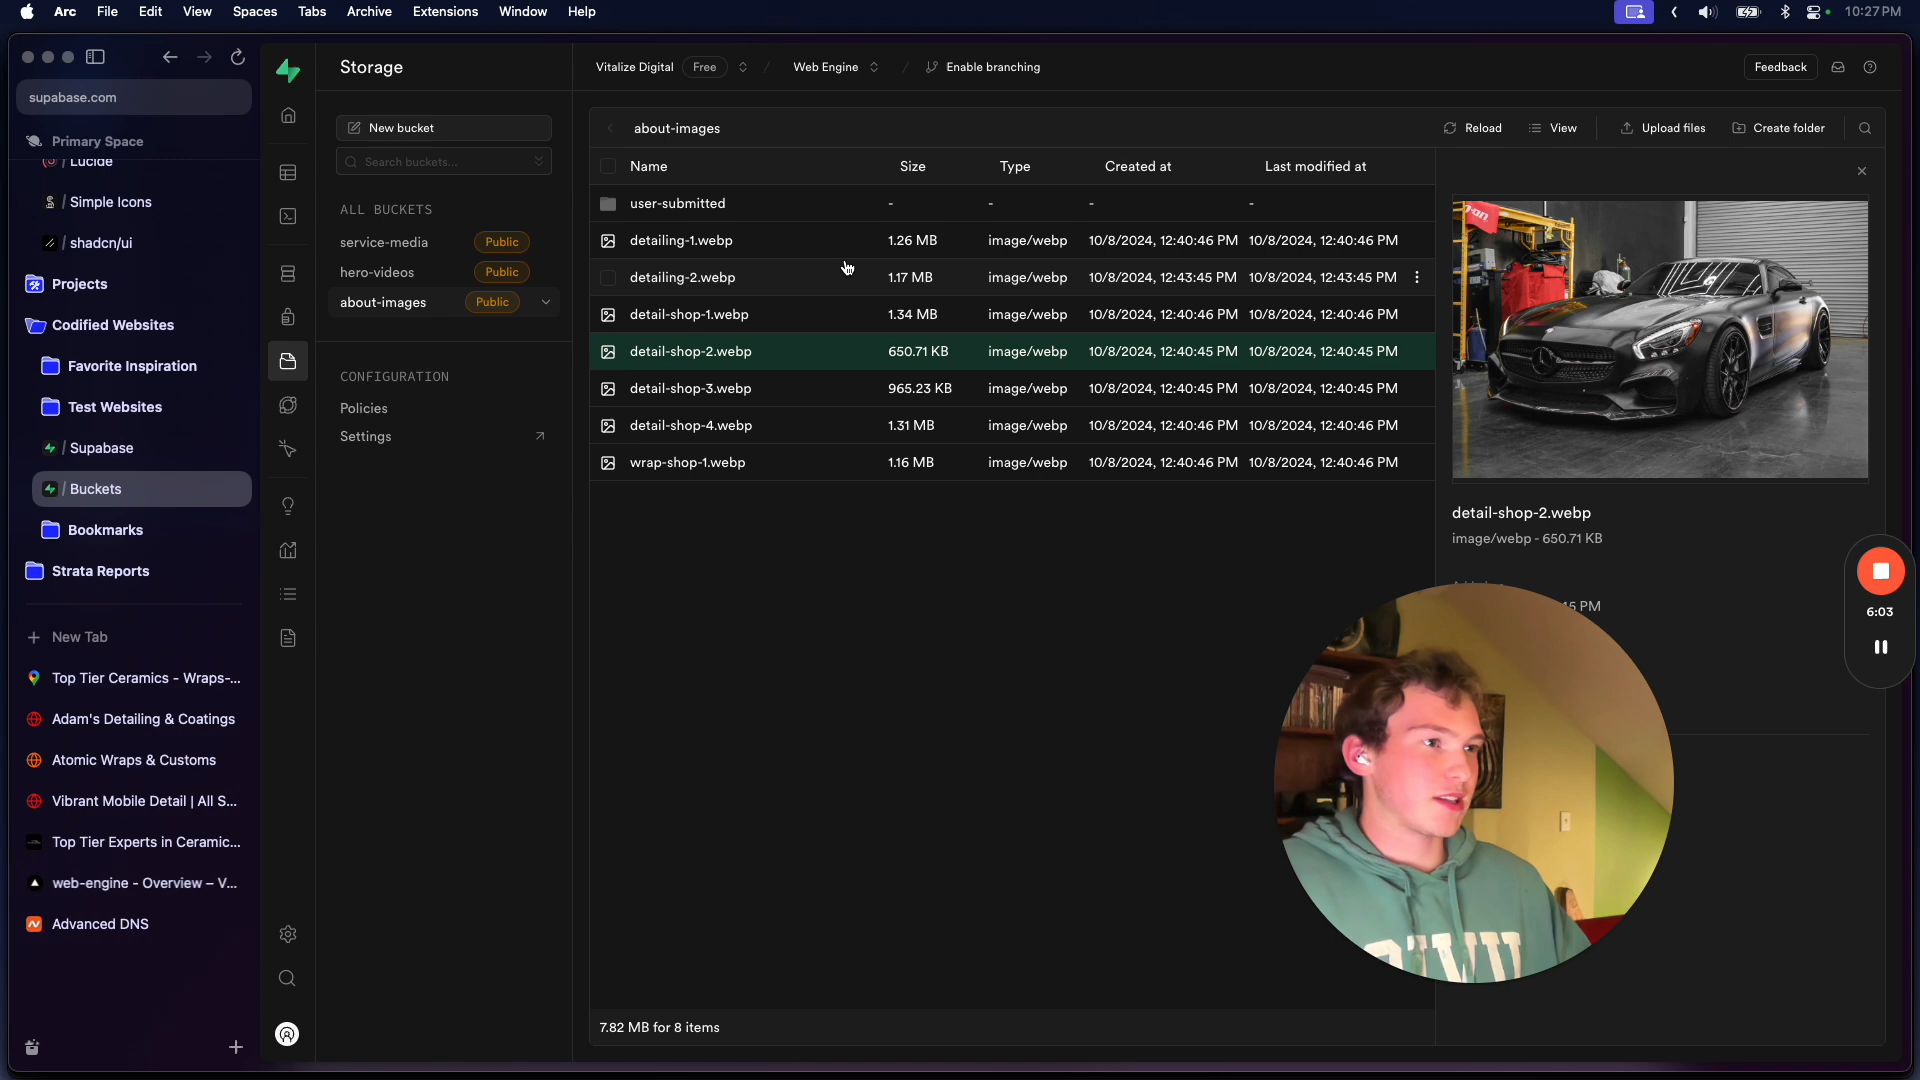 Arc File Edit View Spaces Tabs Archive Extensions Window Help 10:27 PM
supabase.com
Primary Space
/ Lucide
/ Simple Icons
/ shadcn/ui
Projects
Codified Websites
Favorite Inspiration
Test Websites
/ Supabase
/ Buckets
Bookmarks
Strata Reports
+ New Tab
Top Tier Ceramics - Wraps-...
Adam's Detailing & Coatings
Atomic Wraps & Customs
Vibrant Mobile Detail | All S...
Top Tier Experts in Ceramic...
web-engine - Overview – V...
Advanced DNS
Storage
New bucket
Search buckets...
ALL BUCKETS
service-media Public
hero-videos Public
about-images Public
CONFIGURATION
Policies
Settings
Vitalize Digital Free / Web Engine / Enable branching
Feedback
about-images
Reload View Upload files Create folder
Name Size Type Created at Last modified at
user-submitted - - - -
detailing-1.webp 1.26 MB image/webp 10/8/2024, 12:40:46 PM 10/8/2024, 12:40:46 PM
detailing-2.webp 1.17 MB image/webp 10/8/2024, 12:43:45 PM 10/8/2024, 12:43:45 PM
detail-shop-1.webp 1.34 MB image/webp 10/8/2024, 12:40:46 PM 10/8/2024, 12:40:46 PM
detail-shop-2.webp 650.71 KB image/webp 10/8/2024, 12:40:45 PM 10/8/2024, 12:40:45 PM
detail-shop-3.webp 965.23 KB image/webp 10/8/2024, 12:40:45 PM 10/8/2024, 12:40:45 PM
detail-shop-4.webp 1.31 MB image/webp 10/8/2024, 12:40:46 PM 10/8/2024, 12:40:46 PM
wrap-shop-1.webp 1.16 MB image/webp 10/8/2024, 12:40:46 PM 10/8/2024, 12:40:46 PM
7.82 MB for 8 items
detail-shop-2.webp
image/webp - 650.71 KB
45 PM
6:03